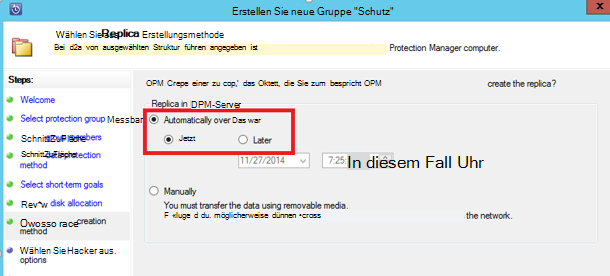 Erstellen Sie neue Gruppe "Schutz"
Wählen Sie Replica Erstellungsmethode
Bei d2a von ausgewählten Struktur führen angegeben ist Protection Manager computer.
Steps:
Welcome
Select protection group Messbar
SchnittZuFläche members
SchnittZuFläche data protection
method
Select short-term goals
Rev*w disk allocation
Owosso race creation
method
Wählen Sie Hacker aus.
options
OPM Crepe einer zu cop,' das Oktett, die Sie zum bespricht OPM create the replica?
Replica in DPM-Server
Automatically over Das war
Jetzt Later
11/27/2014 7:25: In diesem Fall Uhr
Manually
You must transfer the data using removable media.
F «luge d du. möglicherweise dünnen •cross the network.